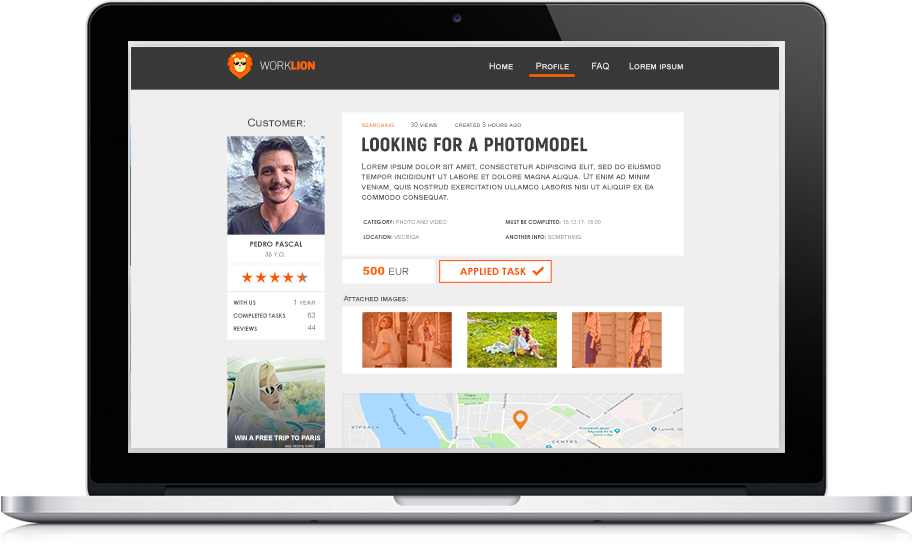 WORKLION
Home Profile FAQ Lorem ipsum
Customer:
PEDRO PASCAL
35 Y.O.
WITH US 1 YEAR
COMPLETED TASKS 63
REVIEWS 44
WIN A FREE TRIP TO PARIS
SEARCHING 30 VIEWS CREATED 3 HOURS AGO
LOOKING FOR A PHOTOMODEL
Lorem ipsum dolor sit amet, consectetur adipiscing elit, sed do eiusmod
tempor incididunt ut labore et dolore magna aliqua. Ut enim ad minim
veniam, quis nostrud exercitation ullamco laboris nisi ut aliquip ex ea
commodo consequat.
CATEGORY: PHOTO AND VIDEO MUST BE COMPLETED: 15.12.17, 15:00
LOCATION: VECRIGA ANOTHER INFO: SOMETHING
500 EUR
APPLIED TASK
Attached images:
ĶĪPSALA
CENTRS